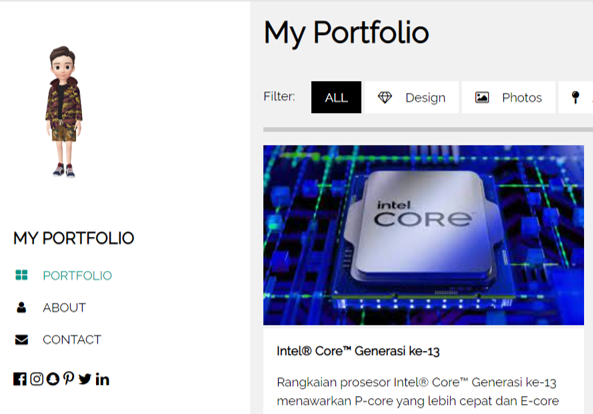 My Portfolio
Filter: ALL Design Photos
intel
CORE
MY PORTFOLIO
PORTFOLIO
ABOUT
CONTACT
Intel® Core™ Generasi ke-13
Rangkaian prosesor Intel® Core™ Generasi ke-13
menawarkan P-core yang lebih cepat dan E-core